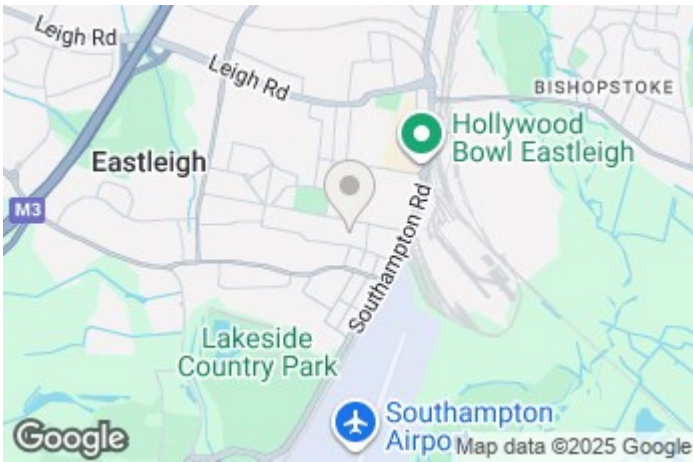 Leigh Rd
Leigh Rd
BISHOPSTOKE
Hollywood
Bowl Eastleigh
Eastleigh
M3
Southampton Rd
Lakeside
Country Park
Southampton
Airport
Google
Map data ©2025 Google